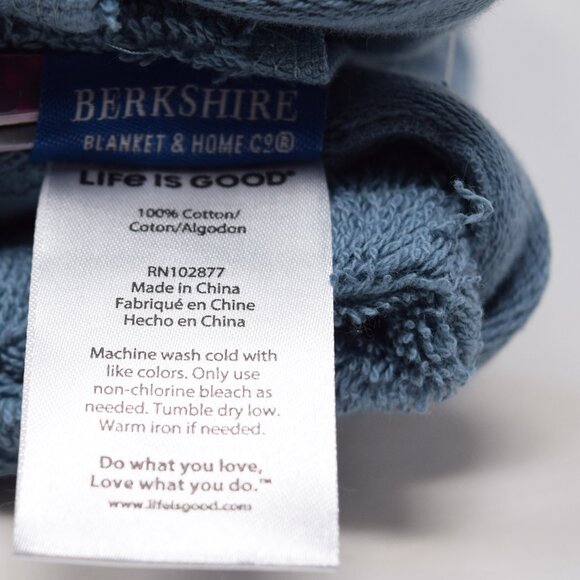 BERKSHIRE
BLANKET & HOME Cº®
LIFE IS GOOD®
100% Cotton/
Coton/Algodon
RN102877
Made in China
Fabriqué en Chine
Hecho en China
Machine wash cold with
like colors. Only use
non-chlorine bleach as
needed. Tumble dry low.
Warm iron if needed.
Do what you love,
Love what you do.™
www.lifeisgood.com